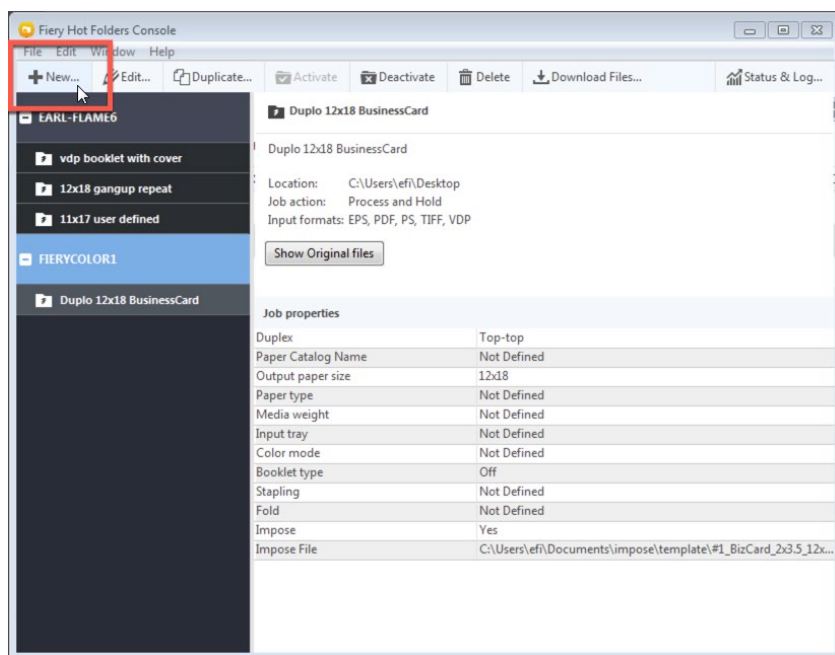 Fiery Hot Folders Console
File Edit Window Help
New... Edit... Duplicate... Activate Deactivate Delete Download Files... Status & Log...
EARL-FLAME6
vdp booklet with cover
12x18 gangup repeat
11x17 user defined
FIERYCOLOR1
Duplo 12x18 BusinessCard
Duplo 12x18 BusinessCard
Duplo 12x18 BusinessCard
Location: C:\Users\efi\Desktop
Job action: Process and Hold
Input formats: EPS, PDF, PS, TIFF, VDP
Show Original files
Job properties
Duplex Top-top
Paper Catalog Name Not Defined
Output paper size 12x18
Paper type Not Defined
Media weight Not Defined
Input tray Not Defined
Color mode Not Defined
Booklet type Off
Stapling Not Defined
Fold Not Defined
Impose Yes
Impose File C:\Users\efi\Documents\impose\template\#1_BizCard_2x3.5_12x...